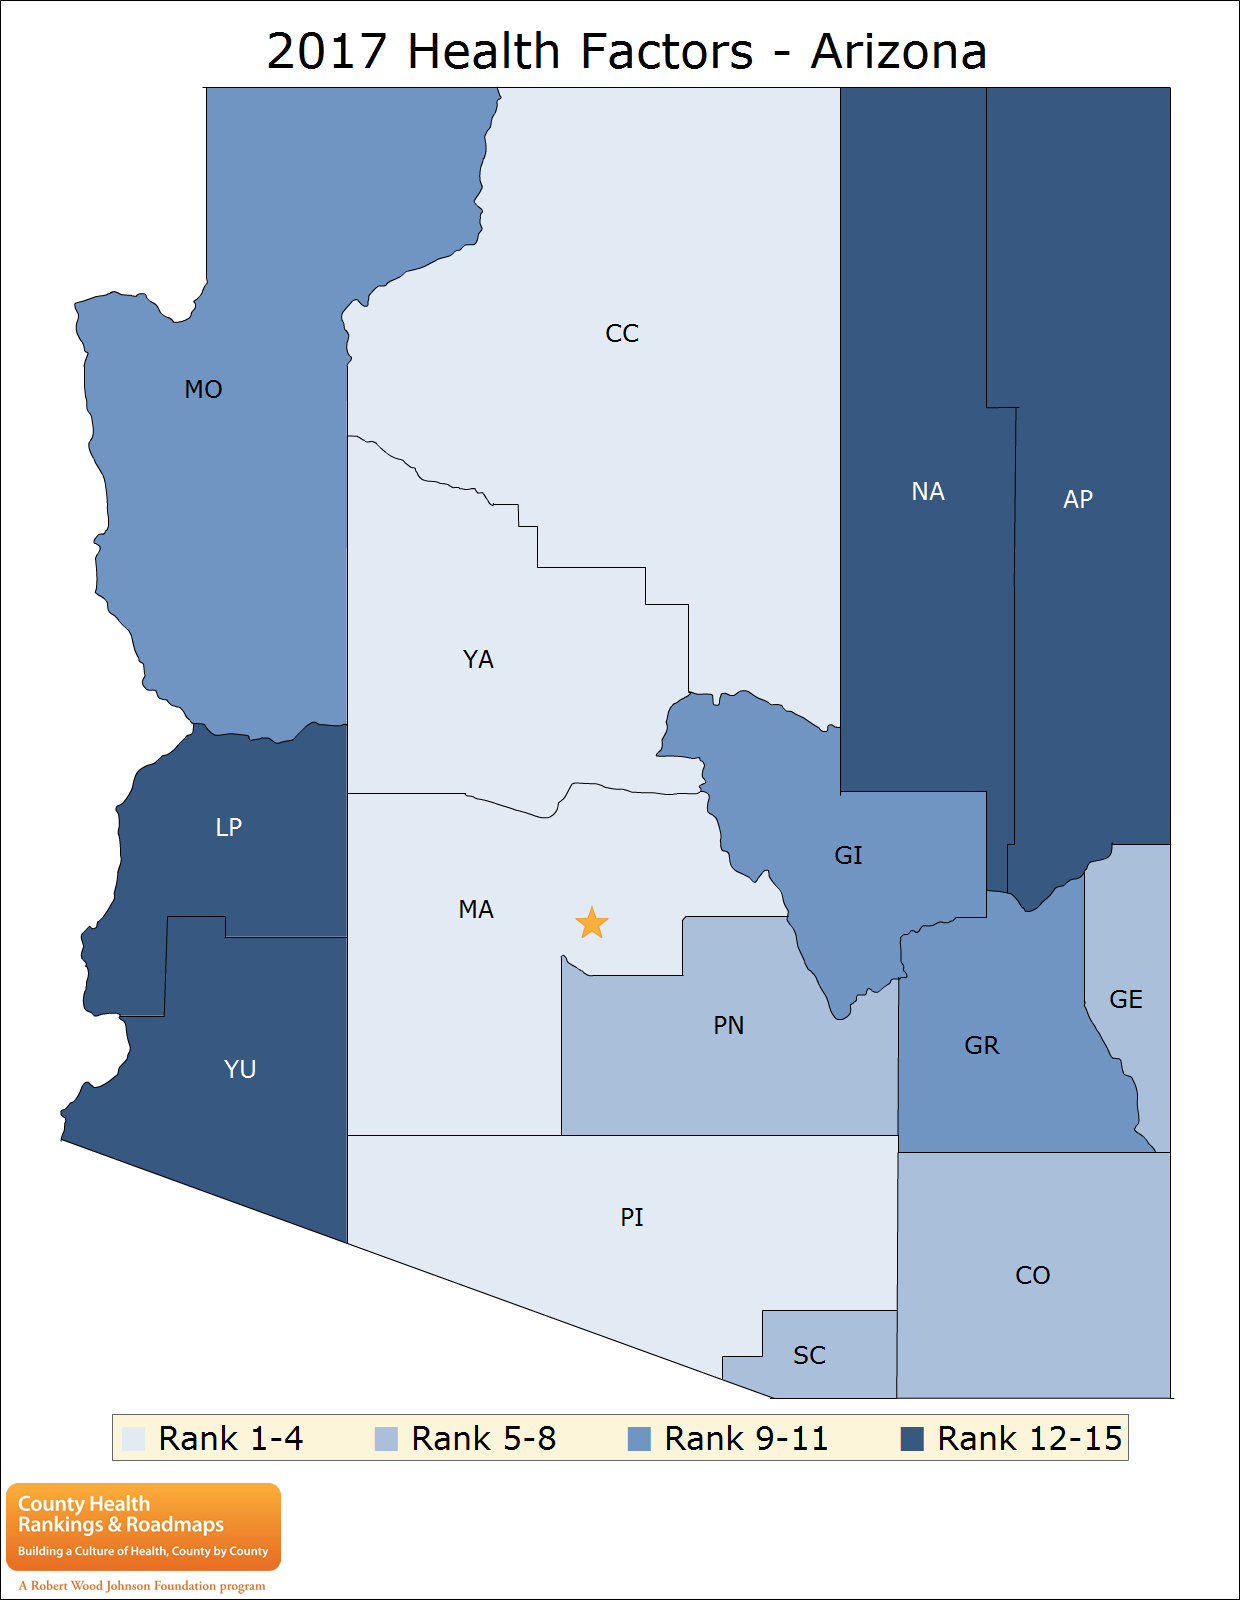 2017 Health Factors - Arizona
CC
MO
NA
AP
YA
LP
GI
MA
GE
PN
GR
YU
PI
CO
SC
Rank 1-4
Rank 5-8
Rank 9-11
Rank 12-15
County Health
Rankings & Roadmaps
Building a Culture of Health, County by County
A Robert Wood Johnson Foundation program